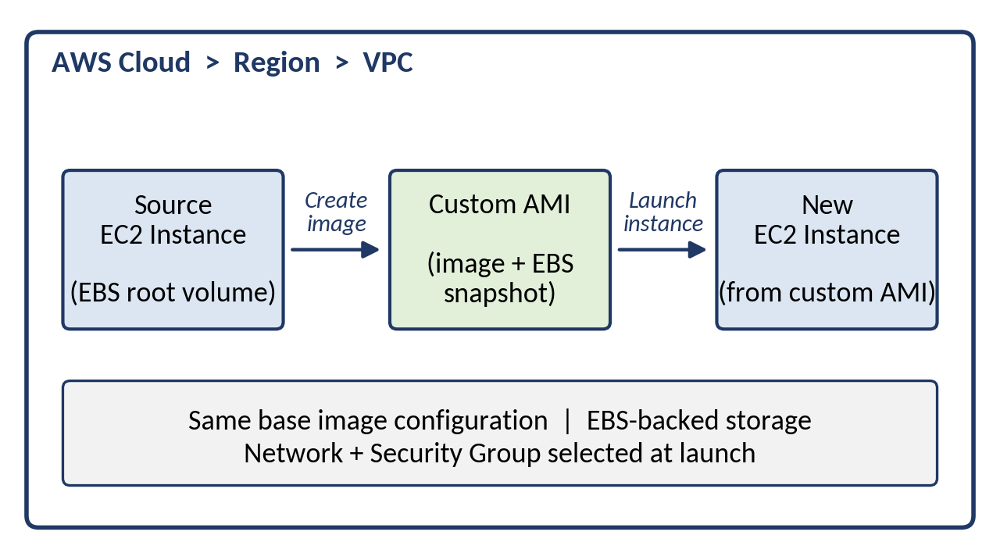 AWS Cloud > Region > VPC
Source
EC2 Instance
(EBS root volume)
Create
image
Custom AMI
(image + EBS
snapshot)
Launch
instance
New
EC2 Instance
(from custom AMI)
Same base image configuration | EBS-backed storage
Network + Security Group selected at launch